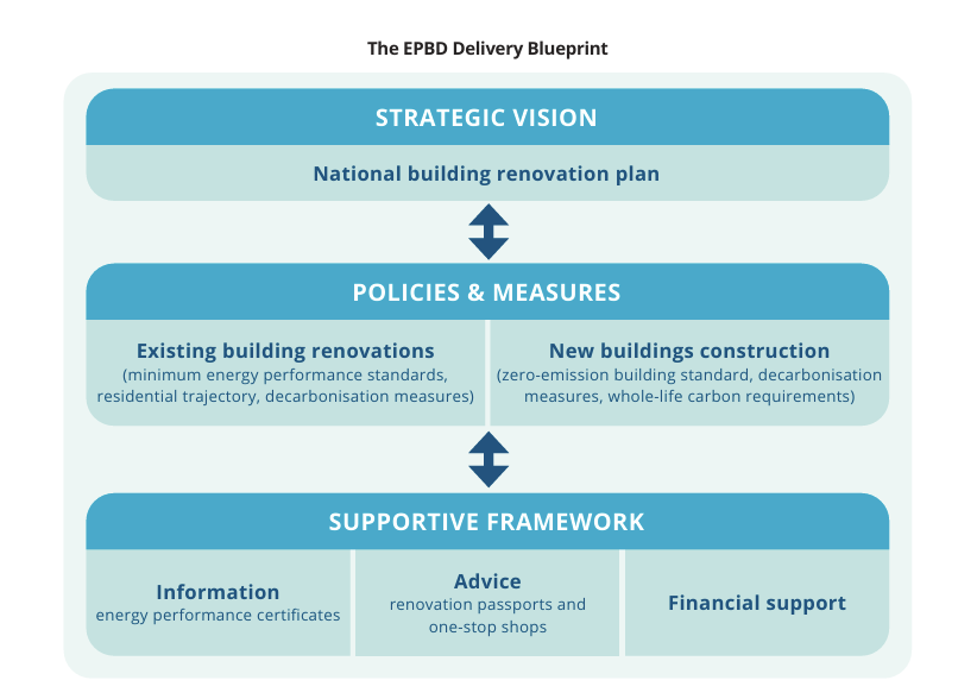 The EPBD Delivery Blueprint
STRATEGIC VISION
National building renovation plan
POLICIES & MEASURES
Existing building renovations
(minimum energy performance standards,
residential trajectory, decarbonisation measures)
New buildings construction
(zero-emission building standard, decarbonisation
measures, whole-life carbon requirements)
SUPPORTIVE FRAMEWORK
Information
energy performance certificates
Advice
renovation passports and
one-stop shops
Financial support